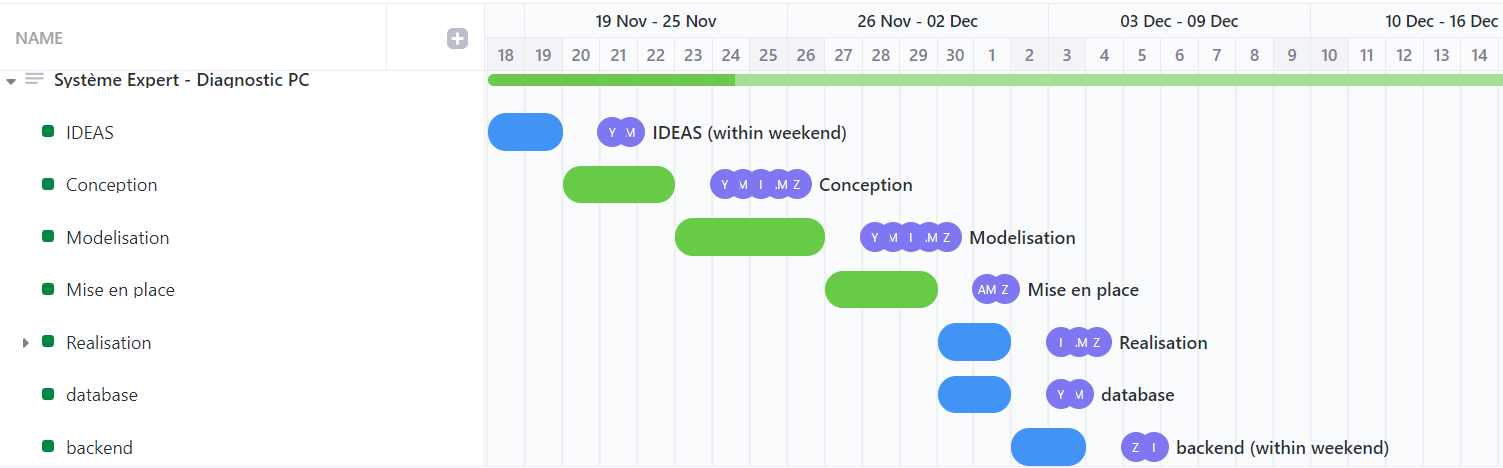 19 Nov - 25 Nov 26 Nov - 02 Dec 03 Dec - 09 Dec 10 Dec - 16 Dec
NAME
18 19 20 21 22 23 24 25 26 27 28 29 30 1 2 3 4 5 6 7 8 9 10 11 12 13 14
Système Expert - Diagnostic PC
IDEAS Y M IDEAS (within weekend)
Conception Y M I .M Z Conception
Modelisation Y M I .M Z Modelisation
Mise en place AM Z Mise en place
Realisation I .M Z Realisation
database Y M database
backend Z I backend (within weekend)